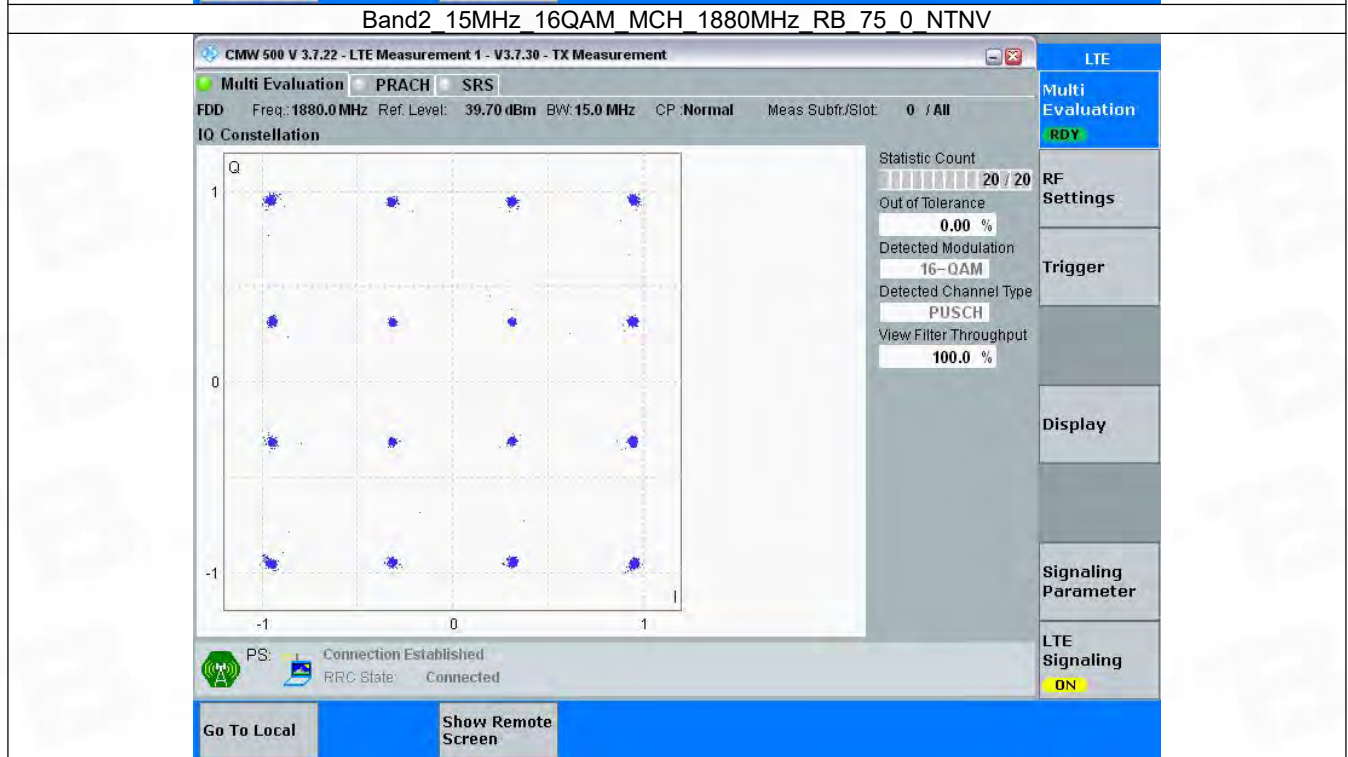 Band2_15MHz_16QAM_MCH_1880MHz_RB_75_0_NTNV
CMW 500 V 3.7.22 - LTE Measurement 1 - V3.7.30 - TX Measurement
LTE
Multi Evaluation PRACH SRS
Multi
Evaluation
RDY
FDD Freq.: 1880.0 MHz Ref. Level: 39.70 dBm BW: 15.0 MHz CP : Normal Meas Subfr./Slot: 0 / All
IQ Constellation
Q
1
0
-1
-1 0 1
I
Statistic Count
20 / 20
Out of Tolerance
0.00 %
Detected Modulation
16-QAM
Detected Channel Type
PUSCH
View Filter Throughput
100.0 %
RF
Settings
Trigger
Display
Signaling
Parameter
LTE
Signaling
ON
PS: Connection Established
RRC State: Connected
Go To Local
Show Remote
Screen